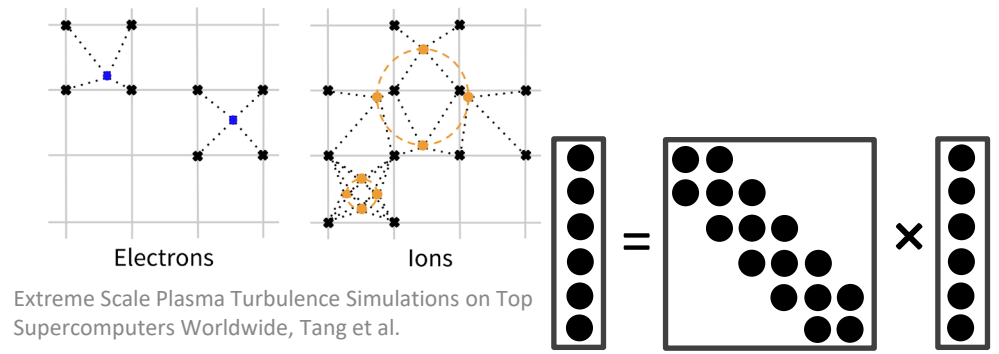 Electrons
Ions
Extreme Scale Plasma Turbulence Simulations on Top
Supercomputers Worldwide, Tang et al.
= ×